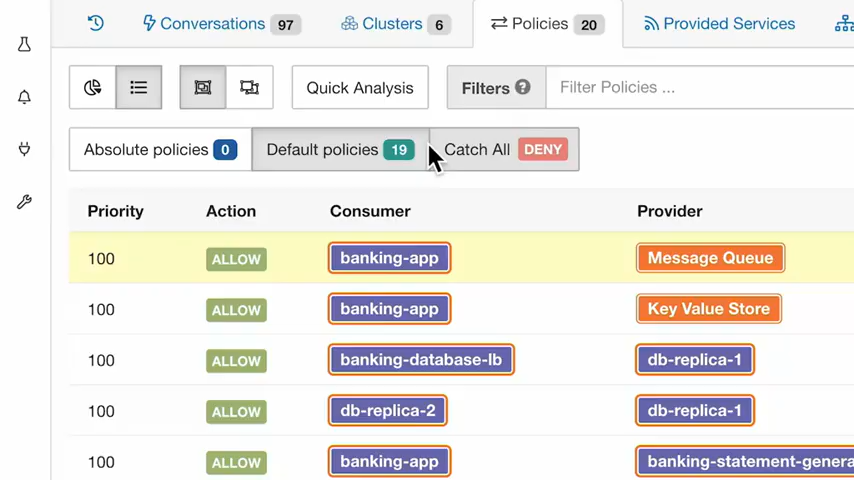 Conversations 97 Clusters 6 Policies 20 Provided Services
Quick Analysis Filters Filter Policies ...
Absolute policies 0 Default policies 19 Catch All DENY
Priority Action Consumer Provider
100 ALLOW banking-app Message Queue
100 ALLOW banking-app Key Value Store
100 ALLOW banking-database-lb db-replica-1
100 ALLOW db-replica-2 db-replica-1
100 ALLOW banking-app banking-statement-genera